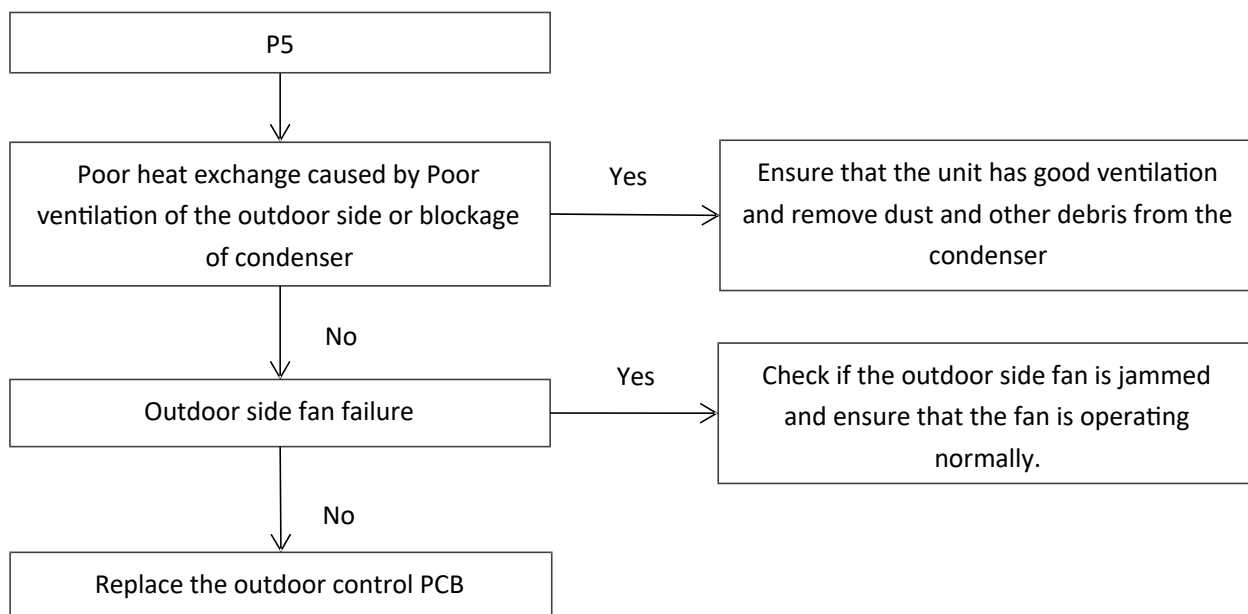 P5
Poor heat exchange caused by Poor
ventilation of the outdoor side or blockage
of condenser
Yes
Ensure that the unit has good ventilation
and remove dust and other debris from the
condenser
No
Outdoor side fan failure
Yes
Check if the outdoor side fan is jammed
and ensure that the fan is operating
normally.
No
Replace the outdoor control PCB